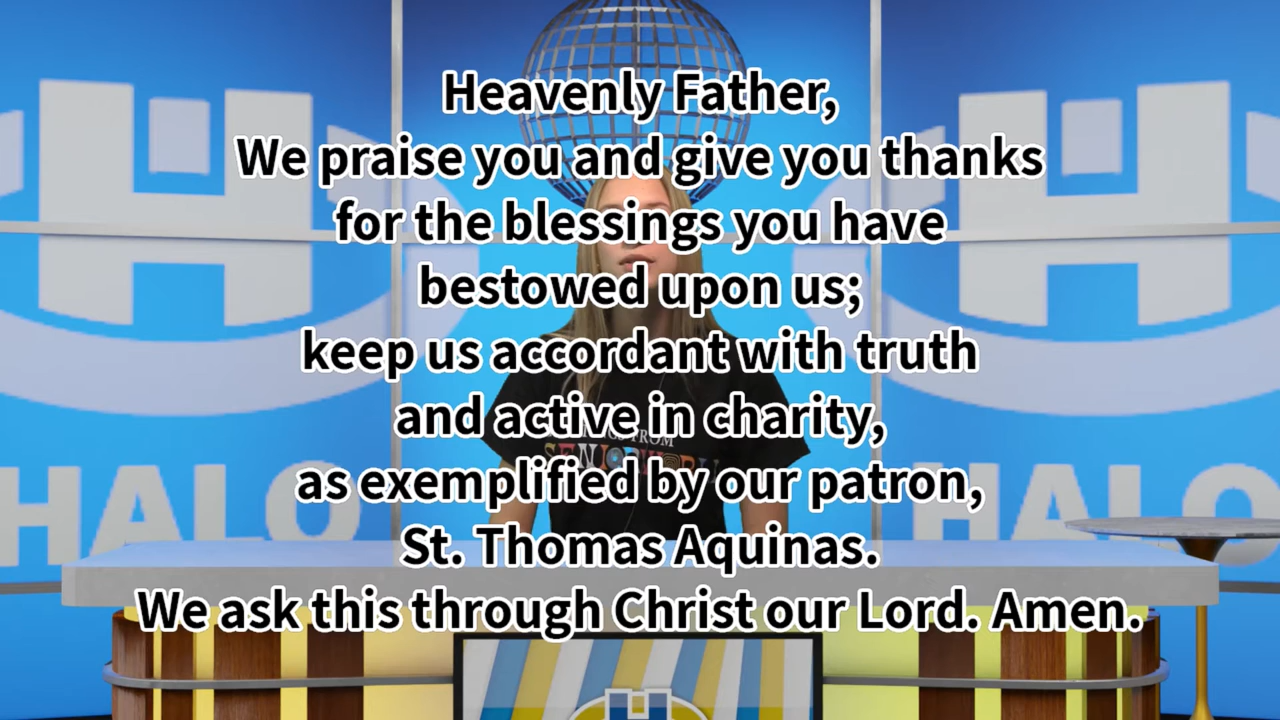 Heavenly Father,
We praise you and give you thanks
for the blessings you have
bestowed upon us;
keep us accordant with truth
and active in charity,
as exemplified by our patron,
St. Thomas Aquinas.
We ask this through Christ our Lord. Amen.
HALO
HALO
FROM